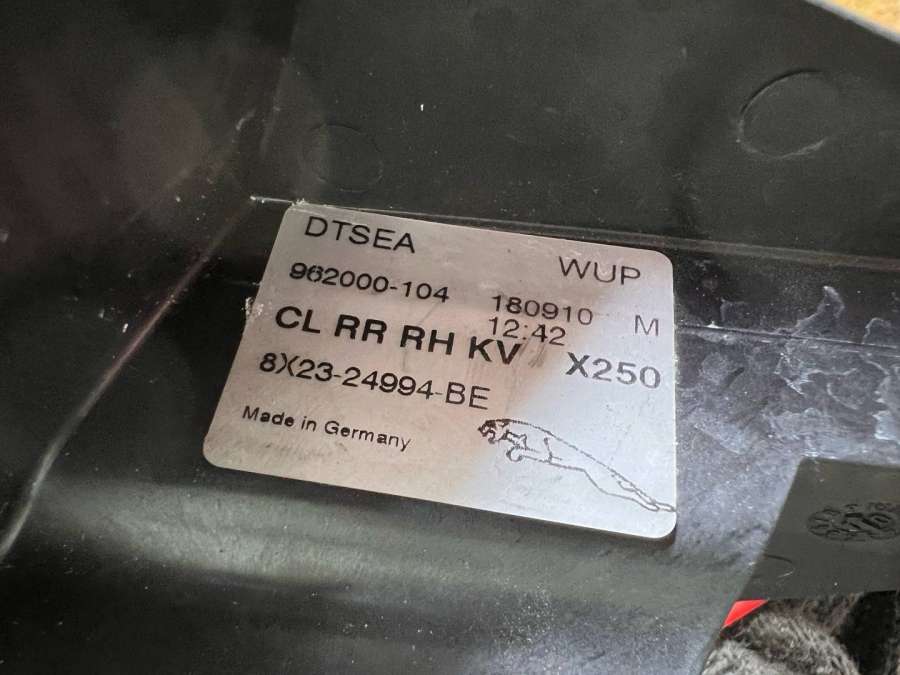 DTSEA
WUP
962000-104
180910 M
12:42
CL RR RH KV X250
8X23-24994-BE
Made in Germany